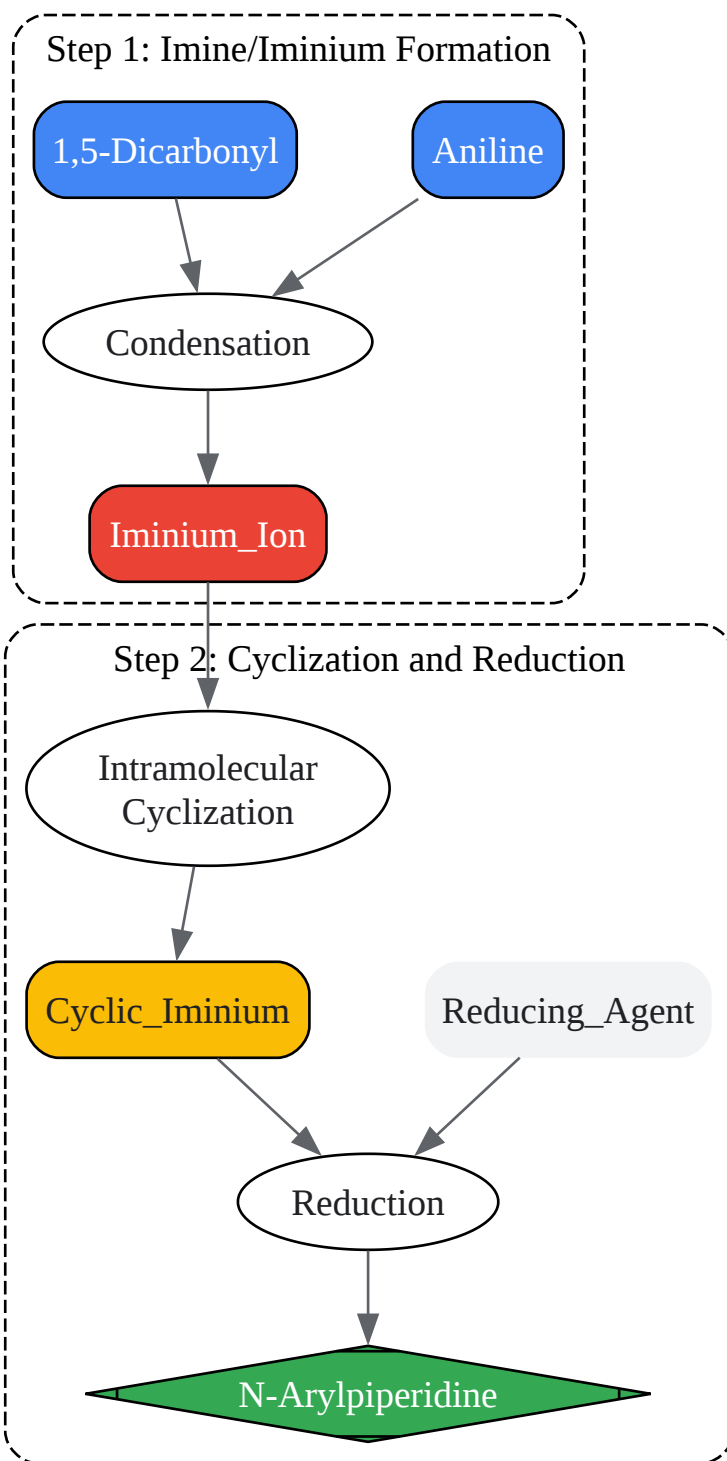 Step 1: Imine/Iminium Formation
1,5-Dicarbonyl
Aniline
Condensation
Iminium_Ion
Step 2: Cyclization and Reduction
Intramolecular
Cyclization
Cyclic_Iminium
Reducing_Agent
Reduction
N-Arylpiperidine